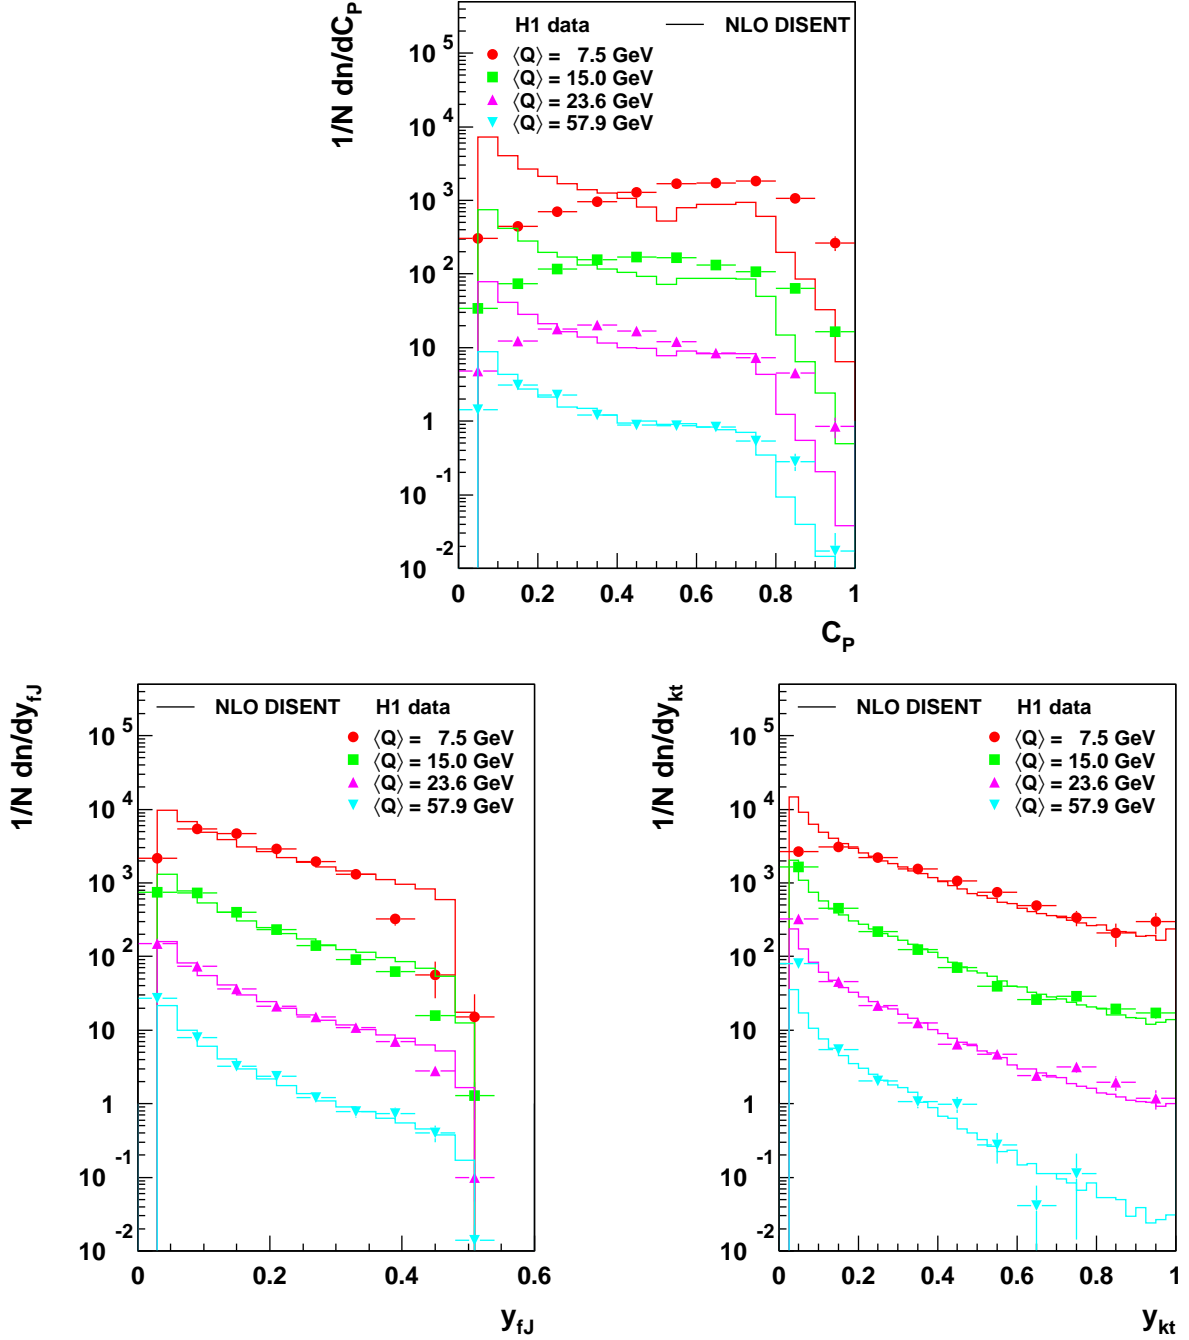 1/N dn/dC_P
H1 data
NLO DISENT
⟨Q⟩ = 7.5 GeV
⟨Q⟩ = 15.0 GeV
⟨Q⟩ = 23.6 GeV
⟨Q⟩ = 57.9 GeV
10^5
10^4
10^3
10^2
10
1
10^-1
10^-2
0 0.2 0.4 0.6 0.8 1
C_P
1/N dn/dy_fJ
NLO DISENT H1 data
⟨Q⟩ = 7.5 GeV
⟨Q⟩ = 15.0 GeV
⟨Q⟩ = 23.6 GeV
⟨Q⟩ = 57.9 GeV
10^5
10^4
10^3
10^2
10
1
10^-1
10^-2
0 0.2 0.4 0.6
y_fJ
1/N dn/dy_kt
NLO DISENT H1 data
⟨Q⟩ = 7.5 GeV
⟨Q⟩ = 15.0 GeV
⟨Q⟩ = 23.6 GeV
⟨Q⟩ = 57.9 GeV
10^5
10^4
10^3
10^2
10
1
10^-1
10^-2
0 0.2 0.4 0.6 0.8 1
y_kt